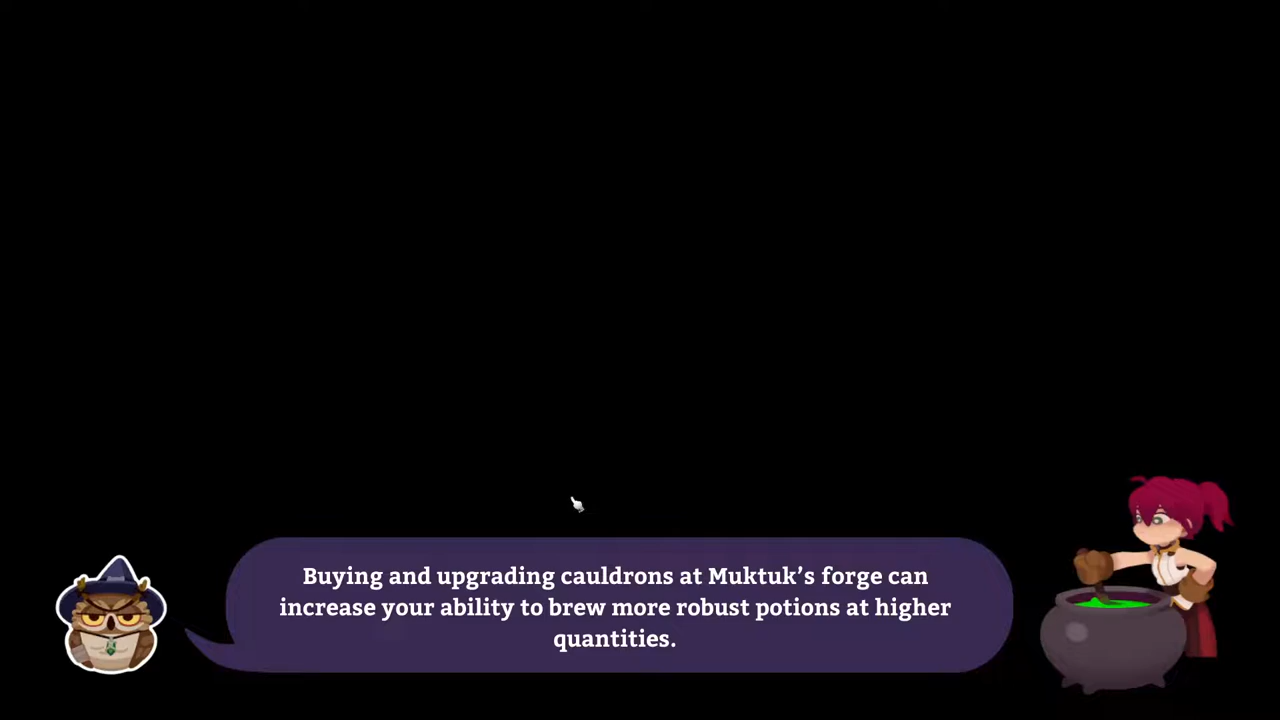 Buying and upgrading cauldrons at Muktuk’s forge can
increase your ability to brew more robust potions at higher
quantities.